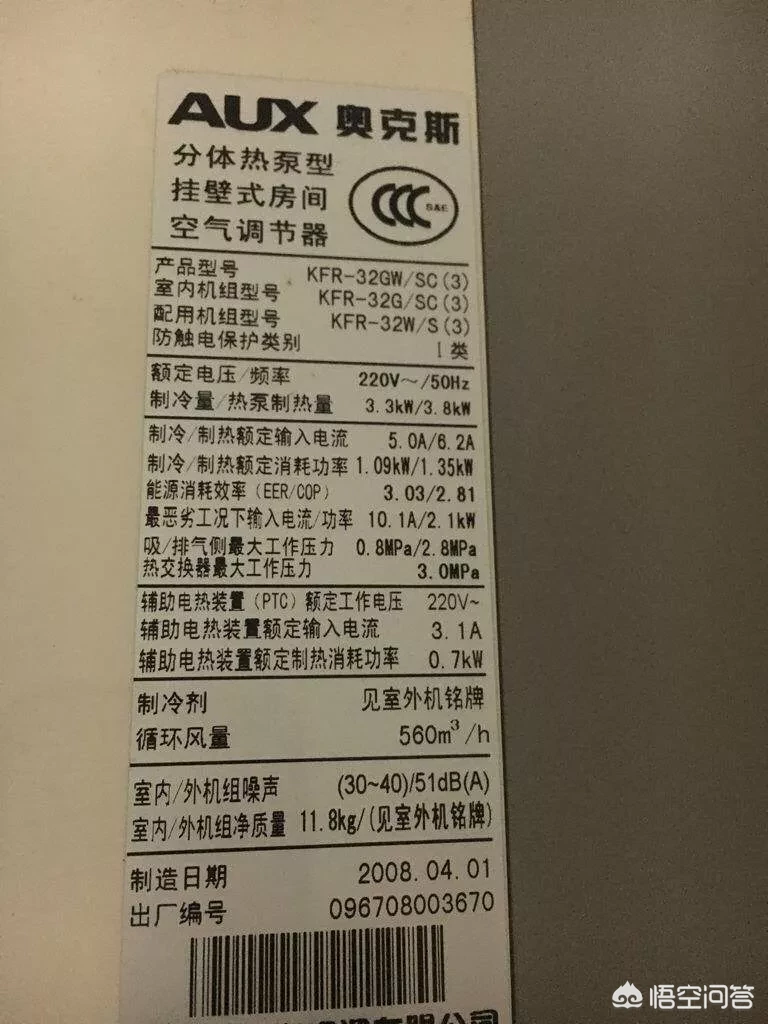 AUX 奥克斯
分体热泵型
挂壁式房间
空气调节器
CCC S&E
产品型号 KFR-32GW/SC(3)
室内机组型号 KFR-32G/SC(3)
配用机组型号 KFR-32W/S(3)
防触电保护类别 I类
额定电压/频率 220V～/50Hz
制冷量/热泵制热量 3.3kW/3.8kW
制冷/制热额定输入电流 5.0A/6.2A
制冷/制热额定消耗功率 1.09kW/1.35kW
能源消耗效率(EER/COP) 3.03/2.81
最恶劣工况下输入电流/功率 10.1A/2.1kW
吸/排气侧最大工作压力 0.8MPa/2.8MPa
热交换器最大工作压力 3.0MPa
辅助电热装置(PTC)额定工作电压 220V~
辅助电热装置额定输入电流 3.1A
辅助电热装置额定制热消耗功率 0.7kW
制冷剂 见室外机铭牌
循环风量 560m³/h
室内/外机组噪声 (30~40)/51dB(A)
室内/外机组净质量 11.8kg/(见室外机铭牌)
制造日期 2008.04.01
出厂编号 096708003670
有限公司
悟空问答